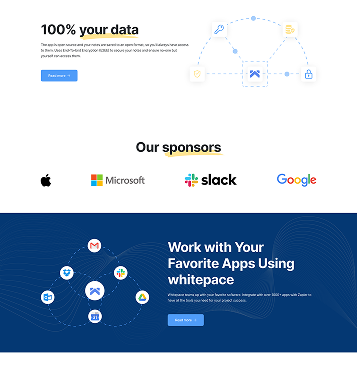 100% your data
The app is open source and your notes are saved to an open format, so you'll always have access
to them. Uses End-To-End Encryption (E2EE) to secure your notes and ensure no-one but
yourself can access them.
Read more
Our sponsors
Microsoft
slack
Google
Work with Your
Favorite Apps Using
whitepace
Whitepace teams up with your favorite software. Integrate with over 1000+ apps with Zapier to
have all the tools you need for your project success.
Read more